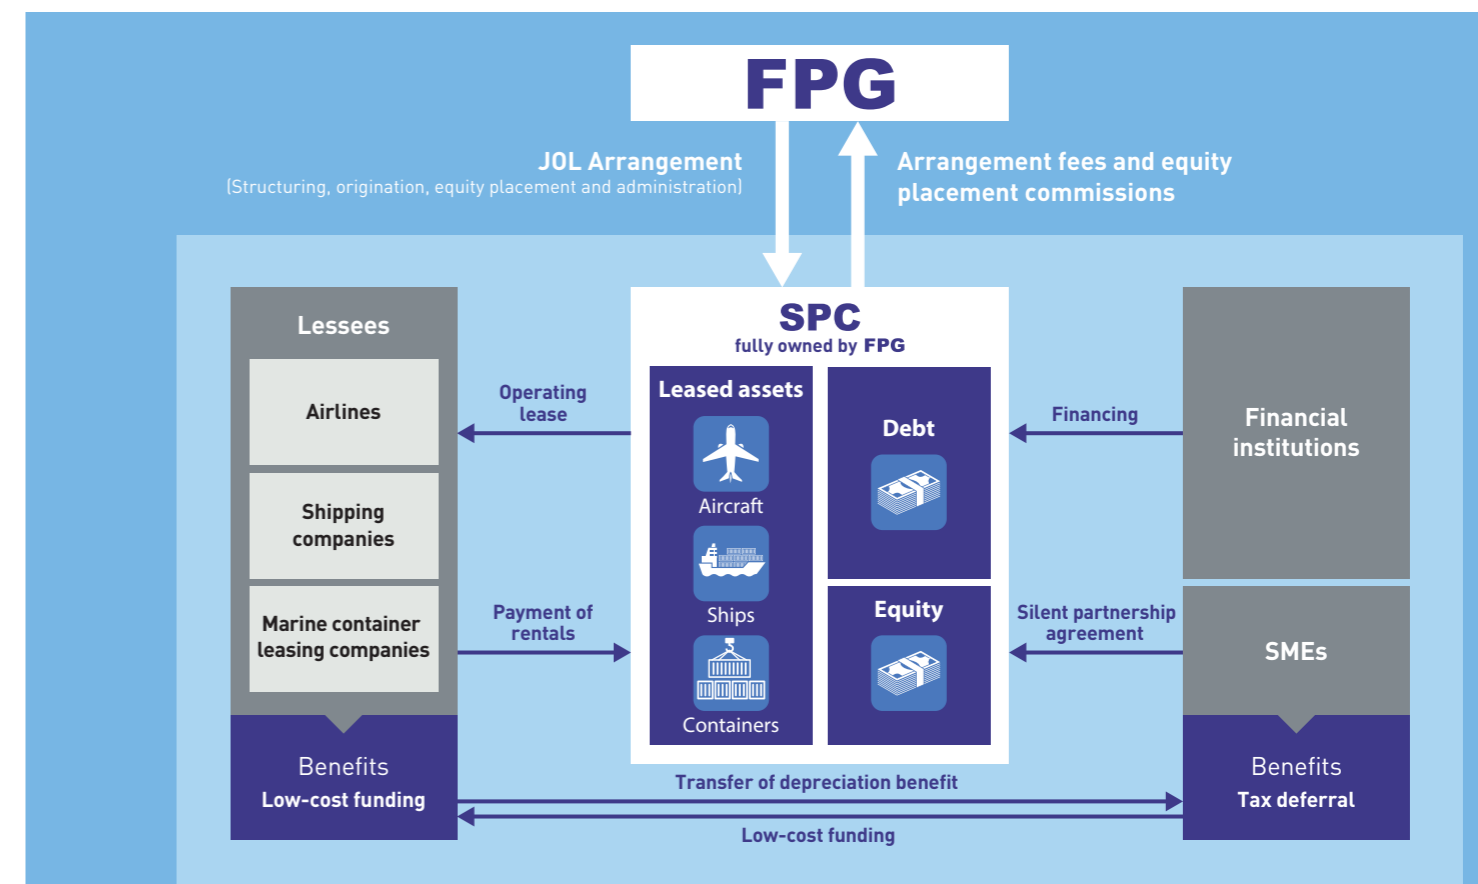 FPG
JOL Arrangement
(Structuring, origination, equity placement and administration)
Arrangement fees and equity
placement commissions
Lessees
Airlines
Shipping
companies
Marine container
leasing companies
Benefits
Low-cost funding
Operating
lease
Payment of
rentals
SPC
fully owned by FPG
Leased assets
Aircraft
Ships
Containers
Debt
Equity
Financing
Silent partnership
agreement
Financial
institutions
SMEs
Benefits
Tax deferral
Transfer of depreciation benefit
Low-cost funding